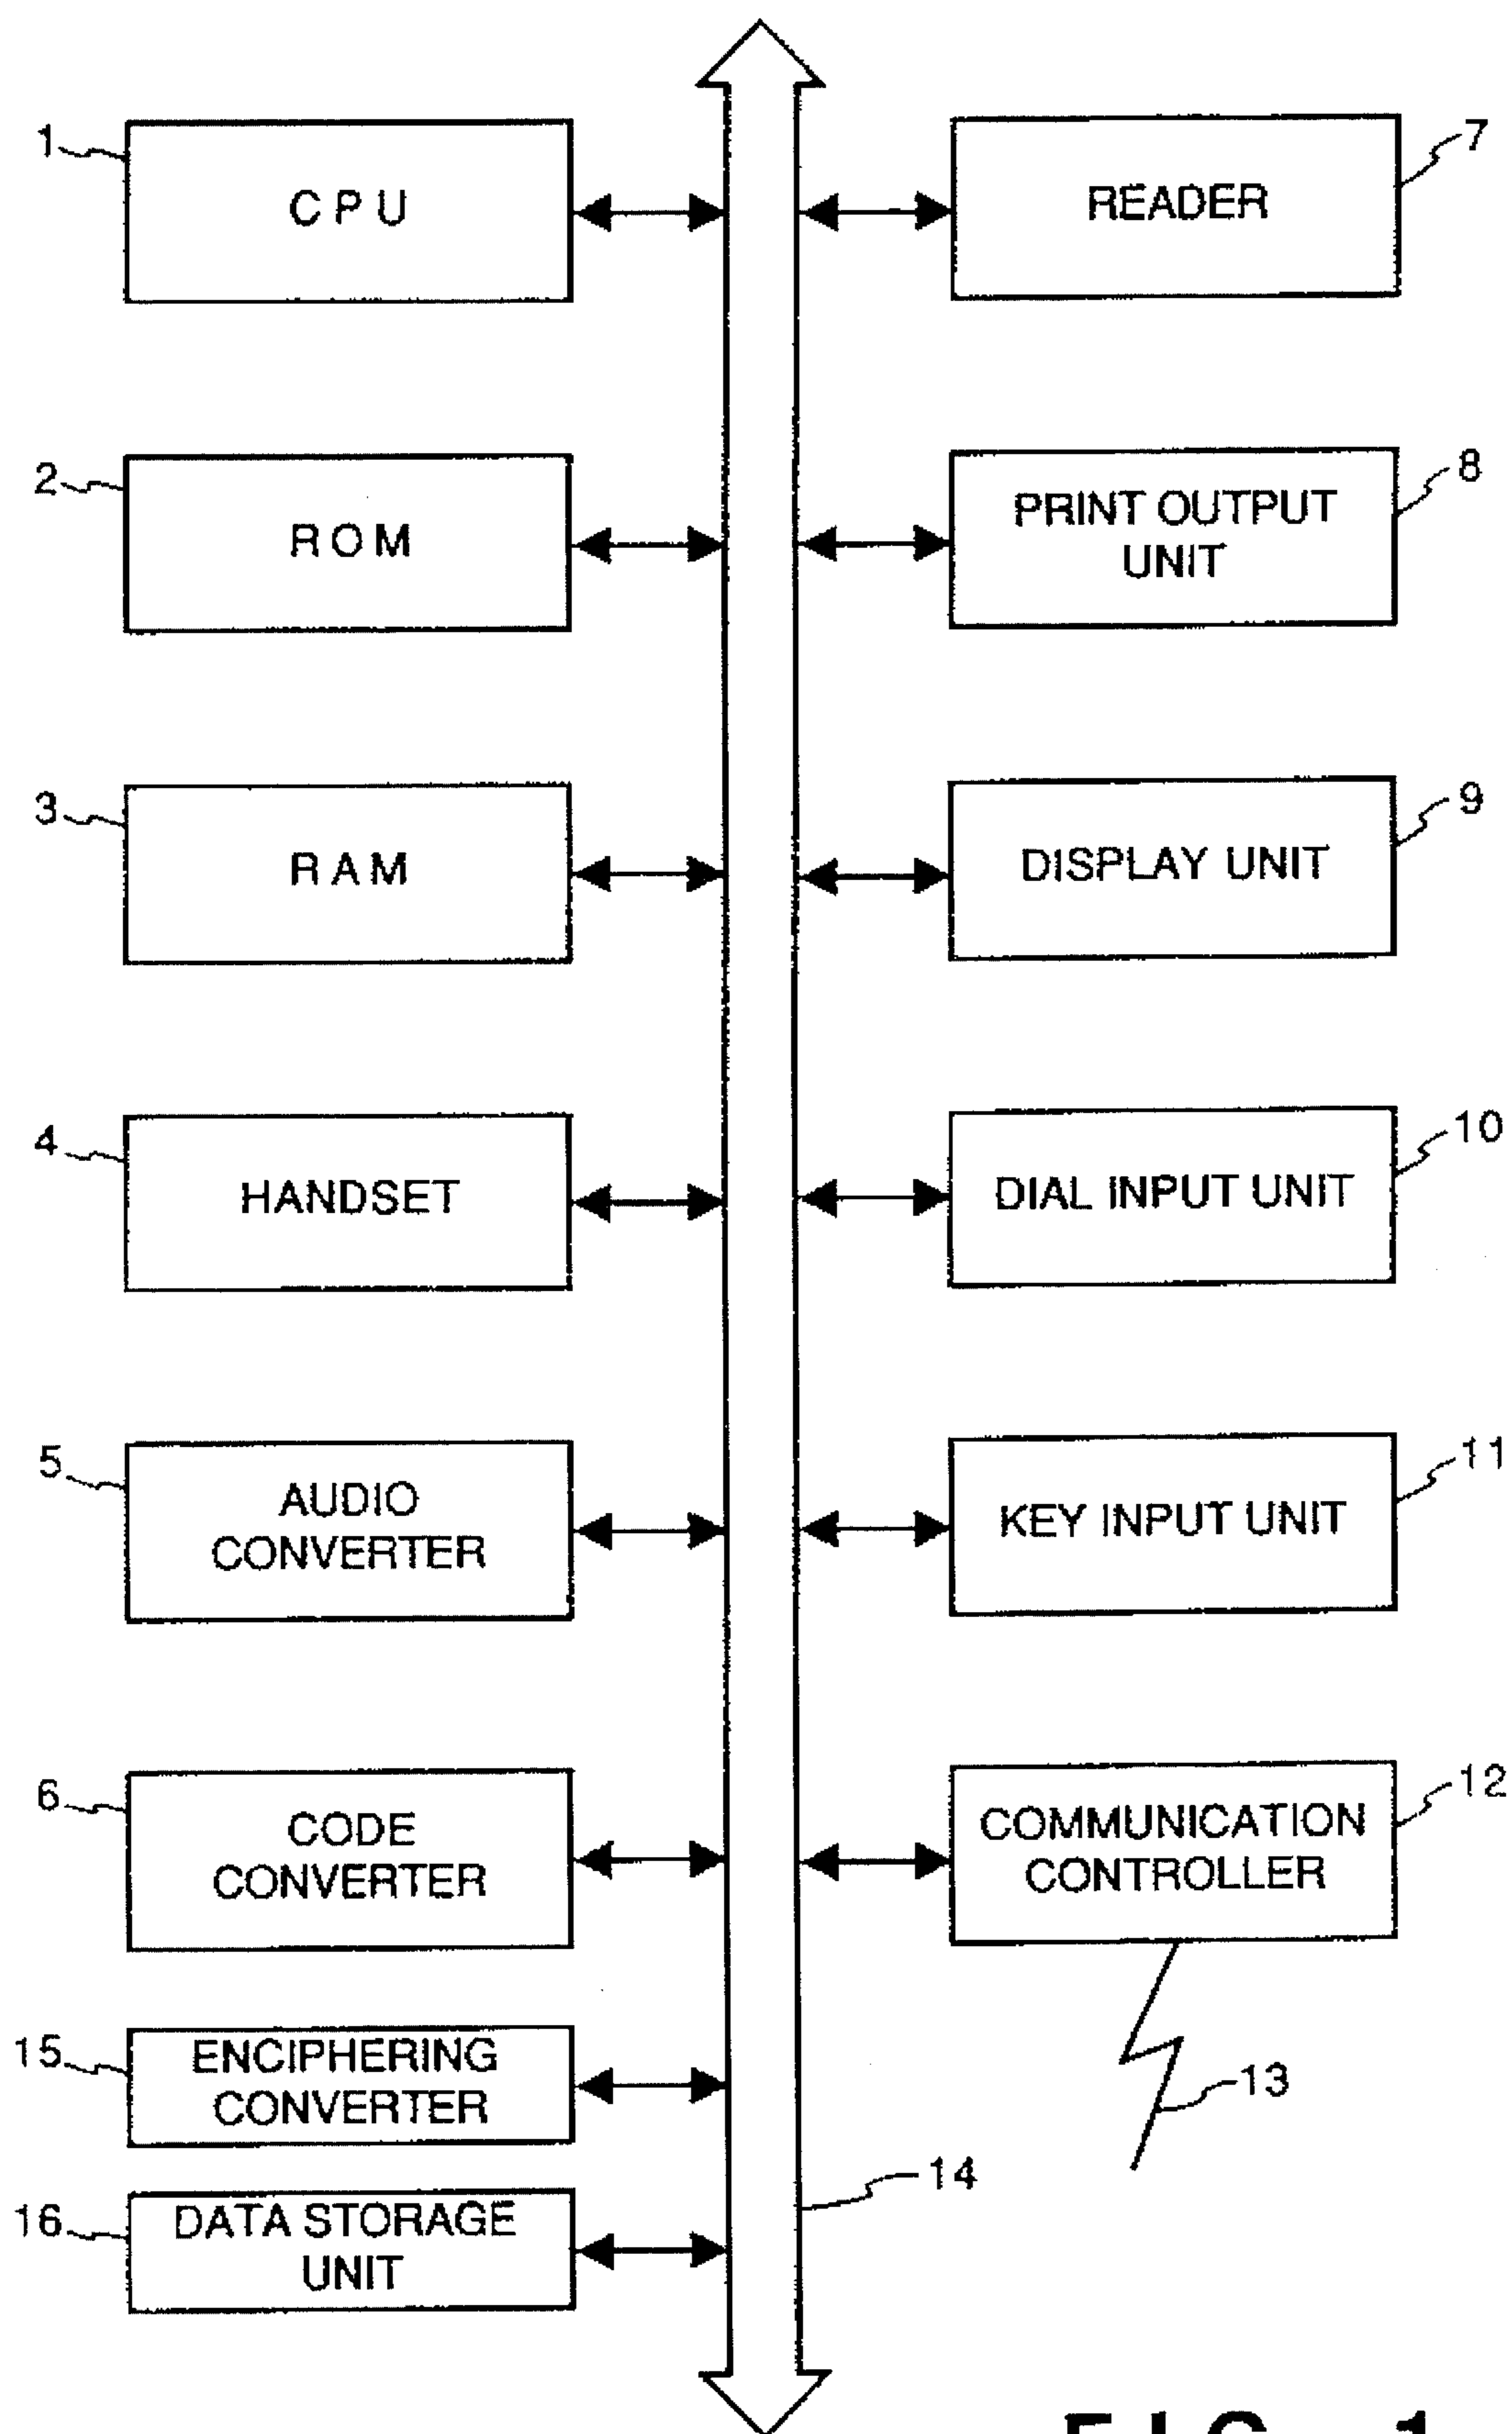 1
CPU
2
ROM
3
RAM
4
HANDSET
5
AUDIO
CONVERTER
6
CODE
CONVERTER
15
ENCIPHERING
CONVERTER
16
DATA STORAGE
UNIT
7
READER
8
PRINT OUTPUT
UNIT
9
DISPLAY UNIT
10
DIAL INPUT UNIT
11
KEY INPUT UNIT
12
COMMUNICATION
CONTROLLER
13
14
FIG. 1